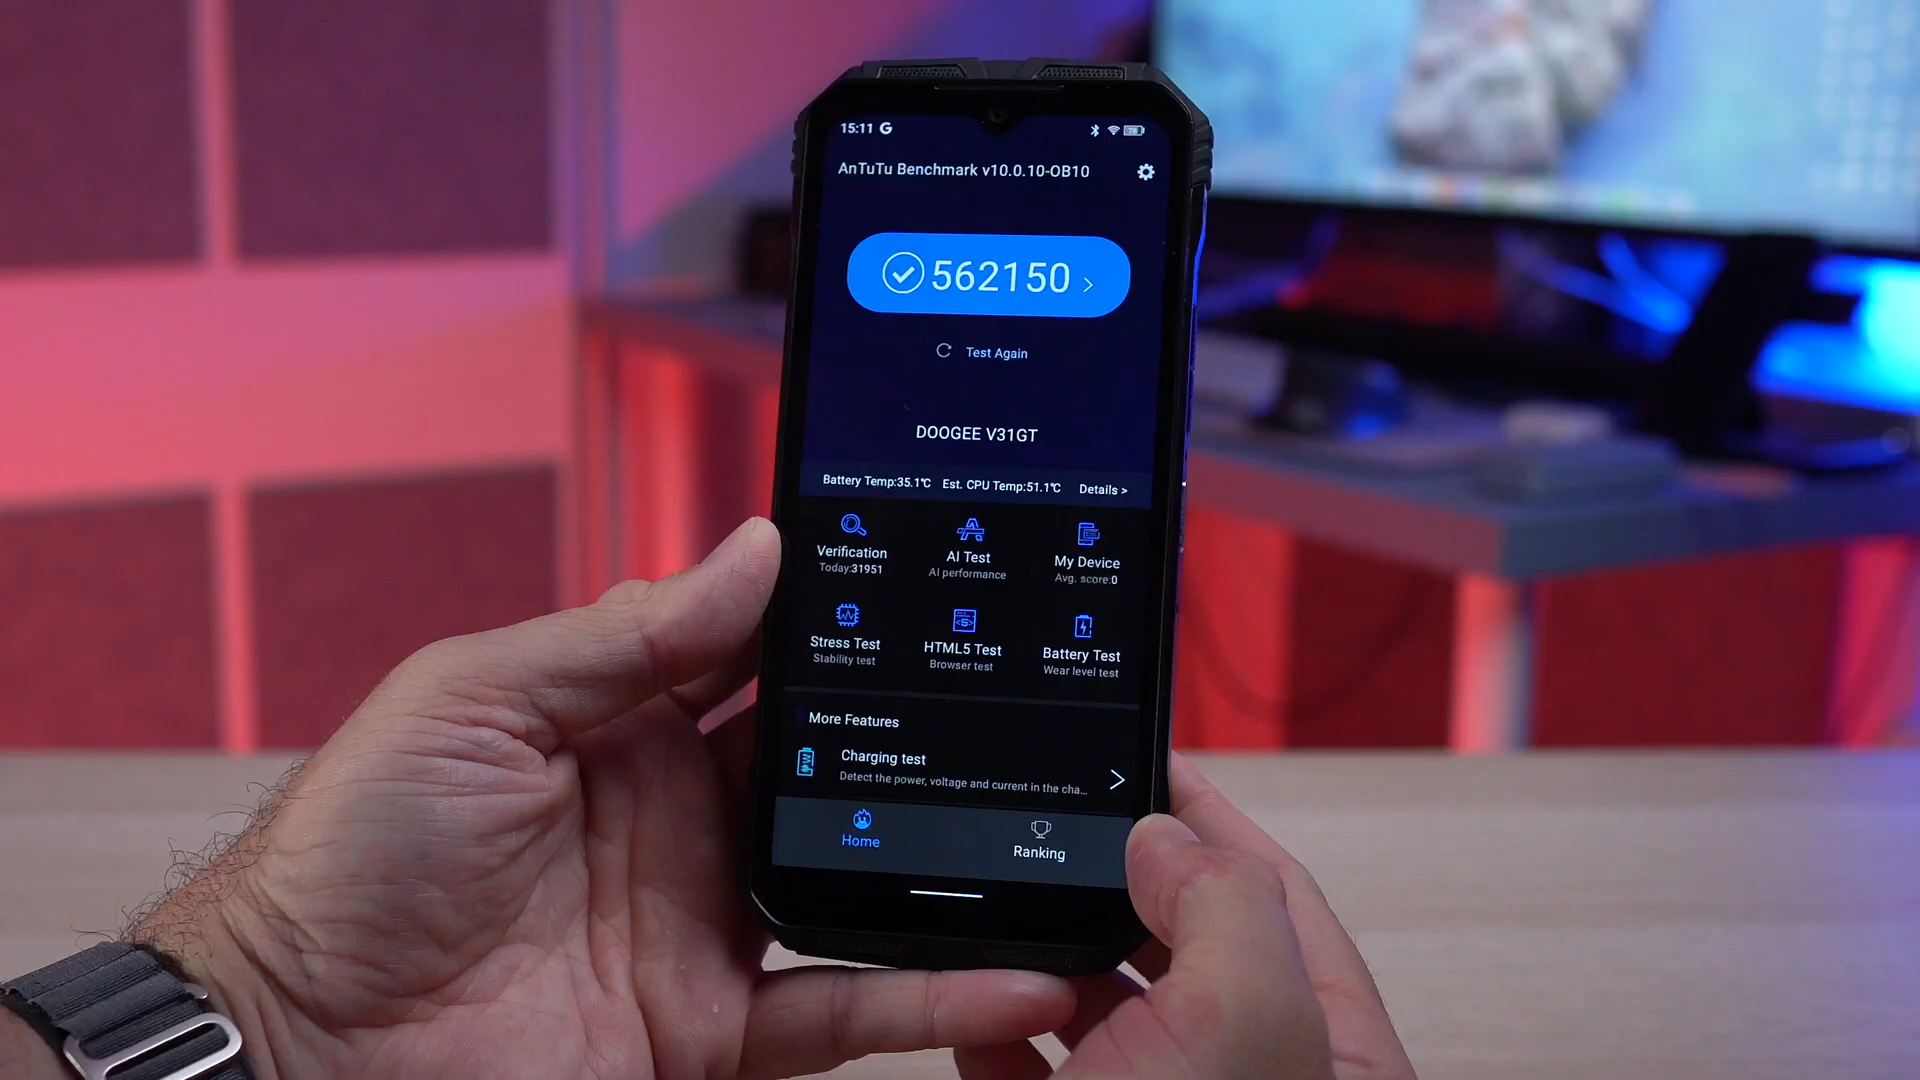 15:11 G
78
AnTuTu Benchmark v10.0.10-OB10
562150 >
Test Again
DOOGEE V31GT
Battery Temp:35.1℃ Est. CPU Temp:51.1℃ Details >
Verification
Today:31951
AI Test
AI performance
My Device
Avg. score:0
Stress Test
Stability test
HTML5 Test
Browser test
Battery Test
Wear level test
More Features
Charging test
Detect the power, voltage and current in the cha...
Home
Ranking